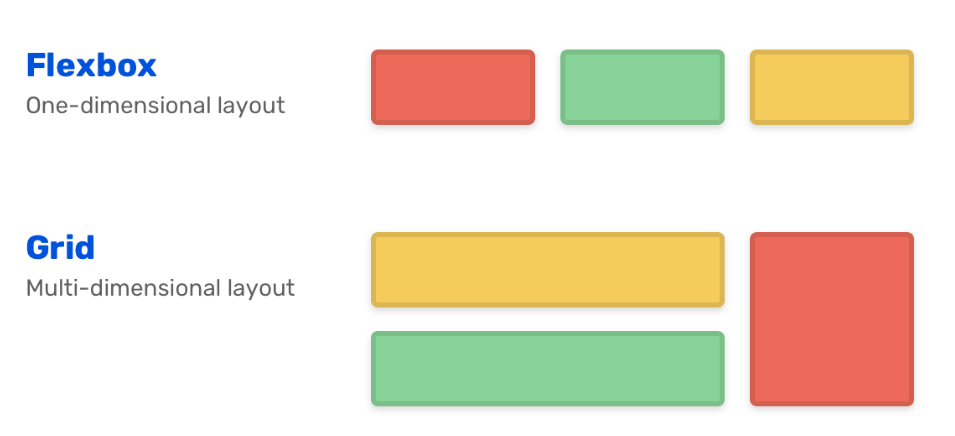 Flexbox
One-dimensional layout
Grid
Multi-dimensional layout